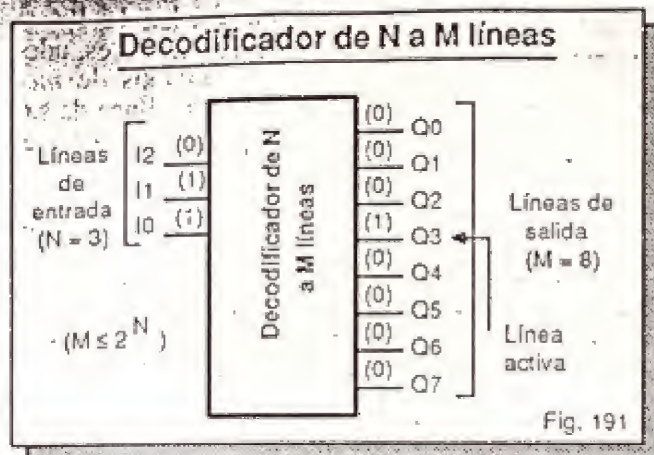 Decodificador de N a M líneas
Líneas de entrada (N = 3)
I2 (0)
I1 (1)
I0 (1)
(M ≤ 2^N )
Decodificador de N
a M líneas
(0) Q0
(0) Q1
(0) Q2
(1) Q3
(0) Q4
(0) Q5
(0) Q6
(0) Q7
Líneas de
salida
(M = 8)
Línea
activa
Fig. 191